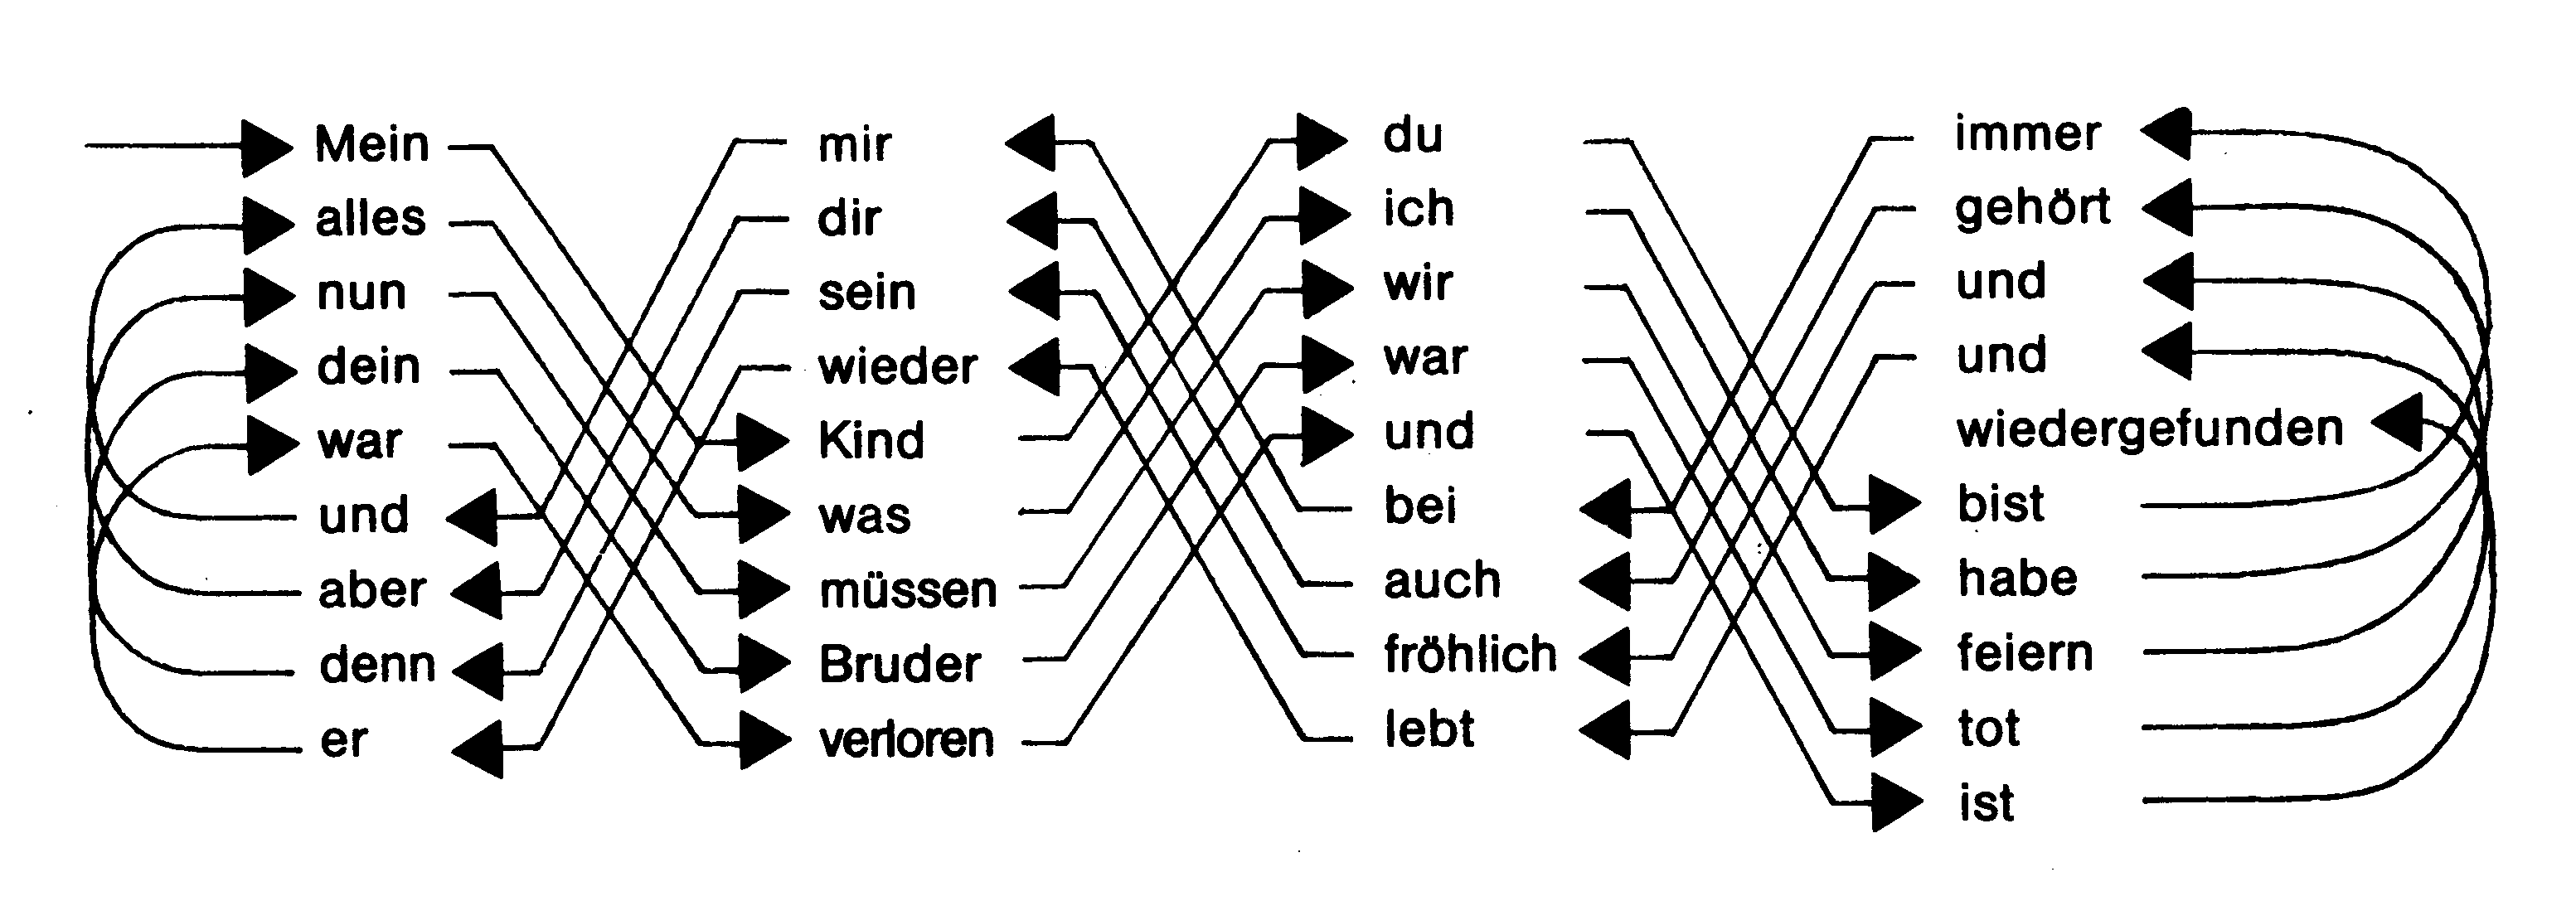 Mein mir du immer
alles dir ich gehört
nun sein wir und
dein wieder war und
war Kind und wiedergefunden
und was bei bist
aber müssen auch habe
denn Bruder fröhlich feiern
er verloren lebt tot
ist